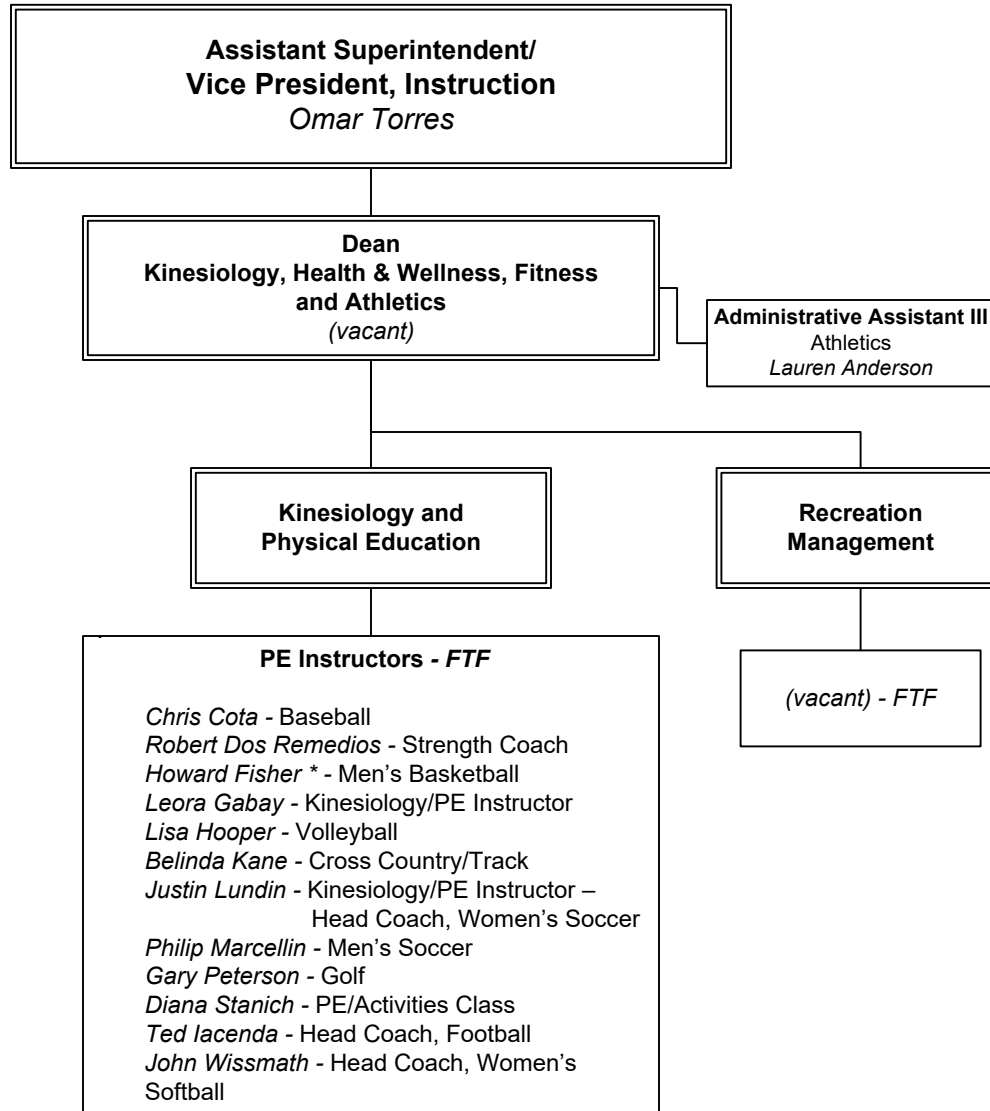 Assistant Superintendent/
Vice President, Instruction
Omar Torres
Dean
Kinesiology, Health & Wellness, Fitness
and Athletics
(vacant)
Administrative Assistant III
Athletics
Lauren Anderson
Kinesiology and
Physical Education
Recreation
Management
PE Instructors - FTF
Chris Cota - Baseball
Robert Dos Remedios - Strength Coach
Howard Fisher * - Men’s Basketball
Leora Gabay - Kinesiology/PE Instructor
Lisa Hooper - Volleyball
Belinda Kane - Cross Country/Track
Justin Lundin - Kinesiology/PE Instructor –
Head Coach, Women’s Soccer
Philip Marcellin - Men’s Soccer
Gary Peterson - Golf
Diana Stanich - PE/Activities Class
Ted Iacenda - Head Coach, Football
John Wissmath - Head Coach, Women’s
Softball
(vacant) - FTF